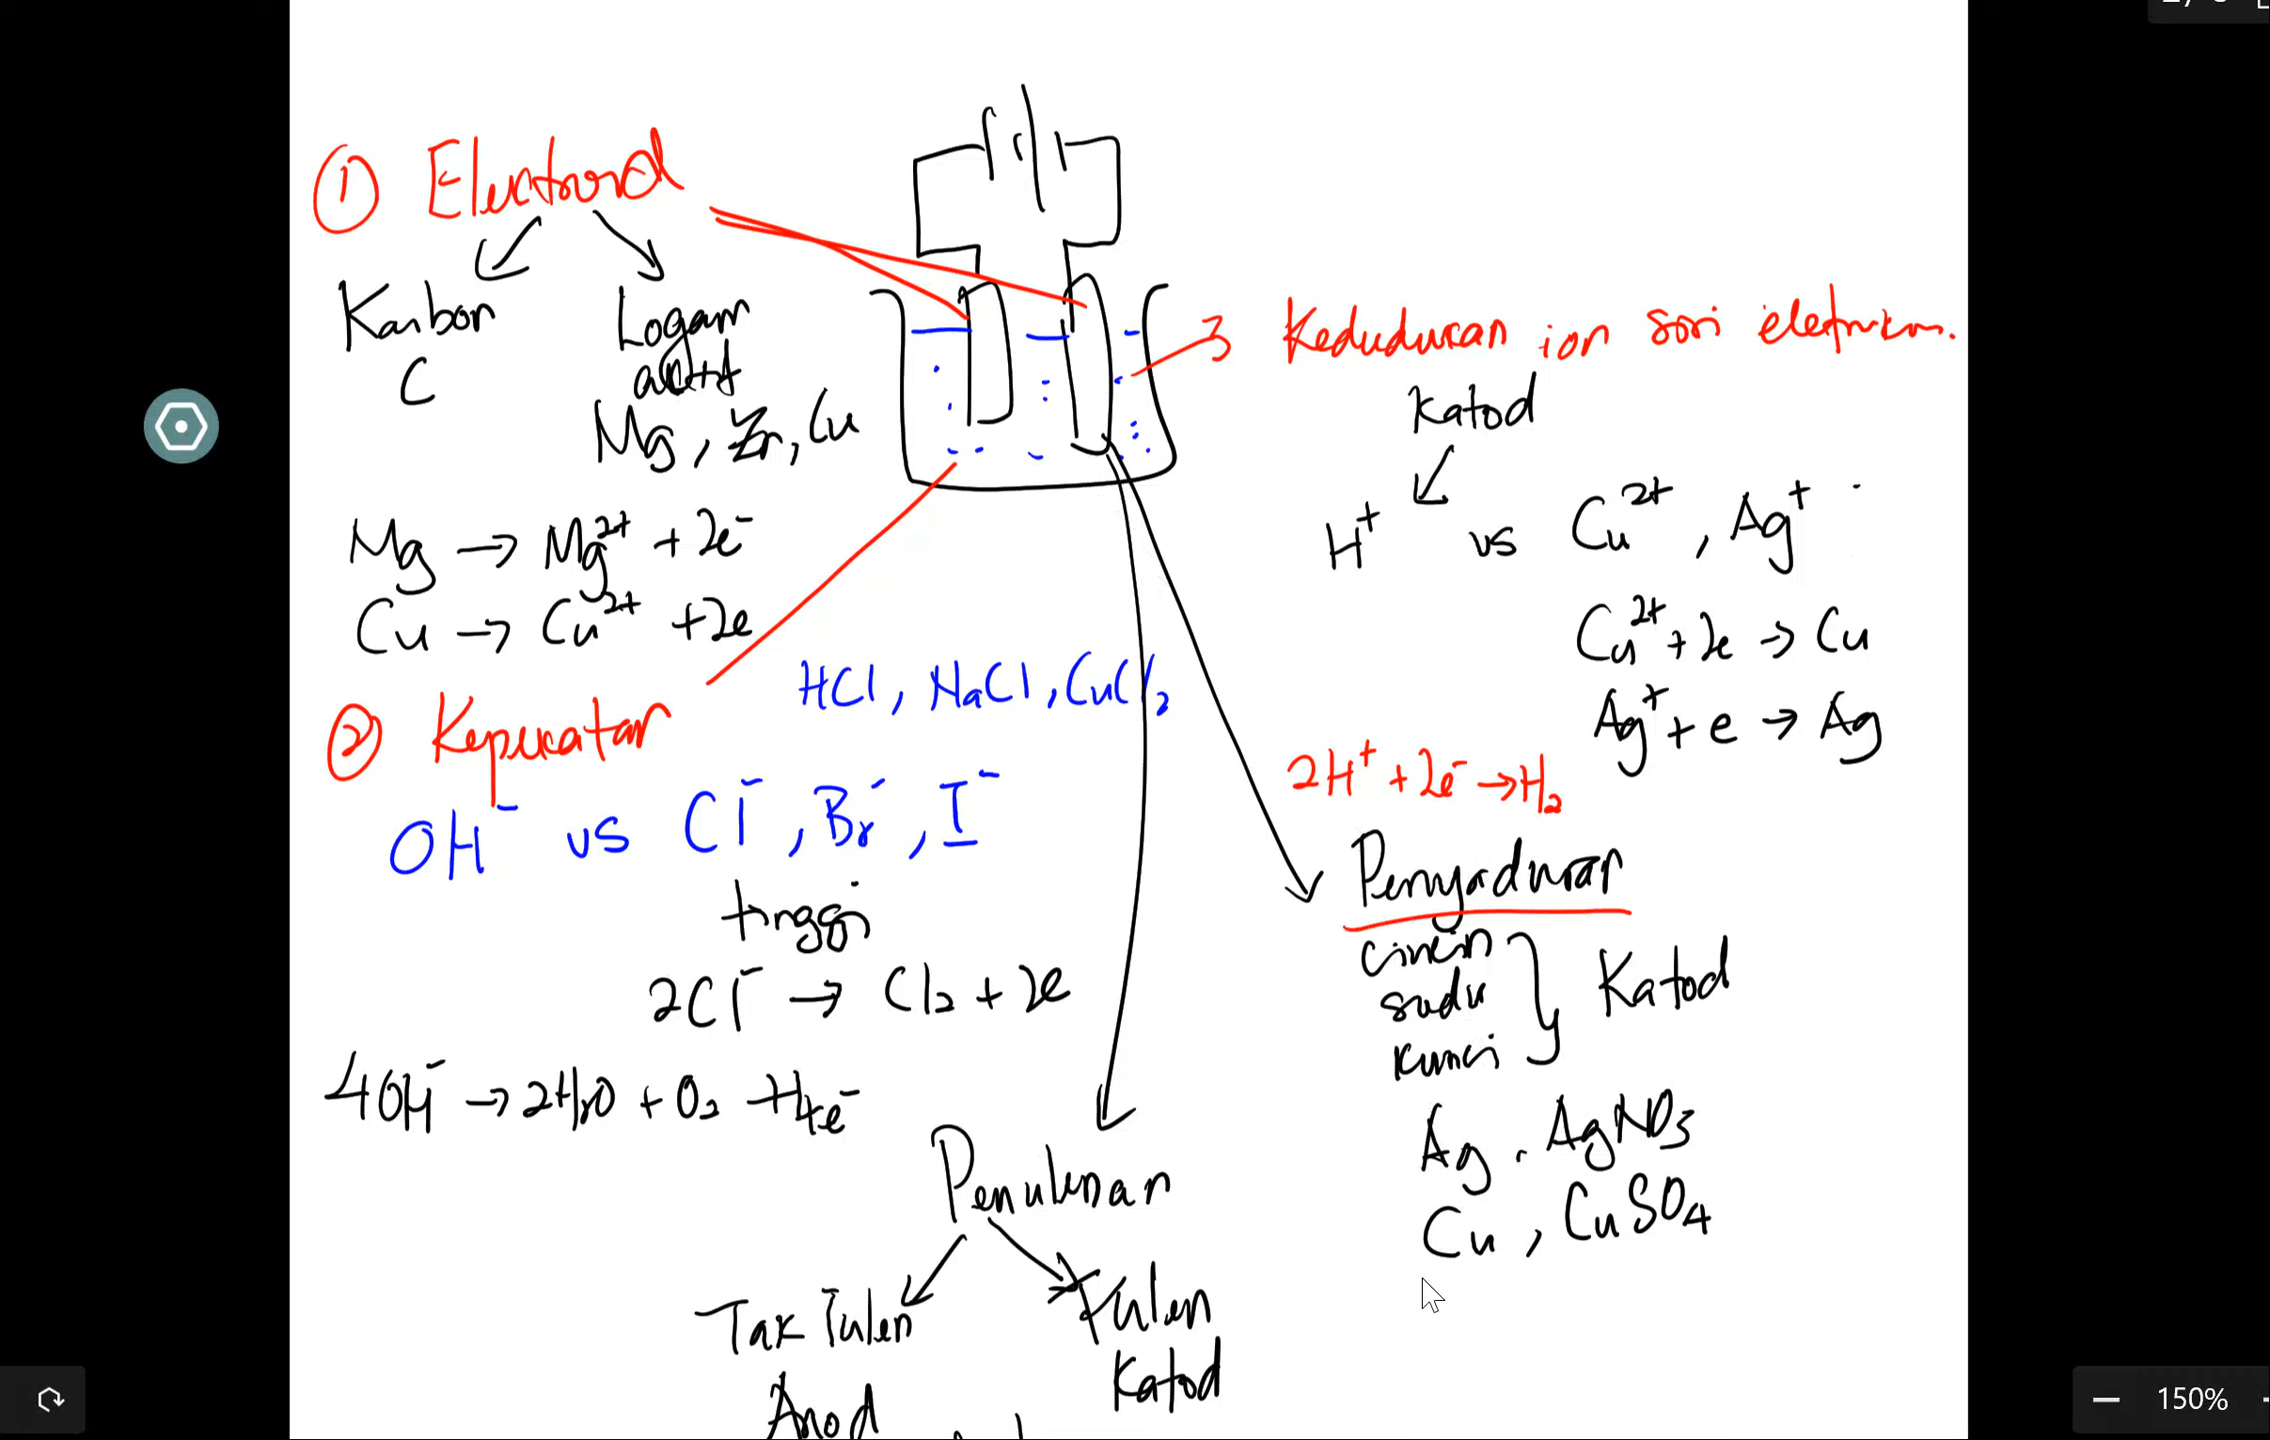 ① Electrod
Karbon
C
Logam
aktif
Mg, Zn, Cu
Mg → Mg²⁺ + 2e⁻
Cu → Cu²⁺ + 2e
② Kepekatan
HCl, NaCl, CuCl₂
OH⁻ vs Cl⁻, Br⁻, I⁻
tinggi
2Cl⁻ → Cl₂ + 2e
4OH⁻ → 2H₂O + O₂ + 4e⁻
3 Kedudukan ion siri
Katod
H⁺ vs Cu²⁺, Ag⁺
Cu²⁺ + 2e → Cu
Ag⁺ + e → Ag
2H⁺ + 2e⁻ → H₂
Penyaduran
cincin
sudu
kunci
Katod
Ag, AgNO₃
Cu, CuSO₄
Penulenan
Tak Tulen
Anod
Tulen
Katod
150%